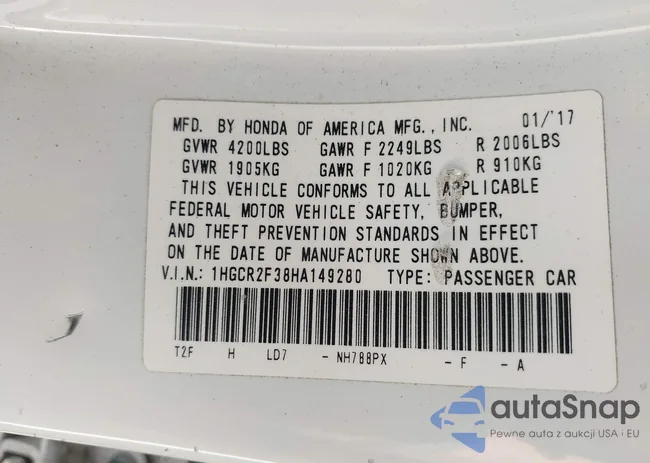 MFD. BY HONDA OF AMERICA MFG., INC. 01/'17
GVWR 4200LBS GAWR F 2249LBS R 2006LBS
GVWR 1905KG GAWR F 1020KG R 910KG
THIS VEHICLE CONFORMS TO ALL APPLICABLE
FEDERAL MOTOR VEHICLE SAFETY, BUMPER,
AND THEFT PREVENTION STANDARDS IN EFFECT
ON THE DATE OF MANUFACTURE SHOWN ABOVE.
V.I.N.: 1HGCR2F38HA149280 TYPE: PASSENGER CAR
T2F H LD7 - NH788PX - F - A
autaSnap
Pewne auta z aukcji USA i EU